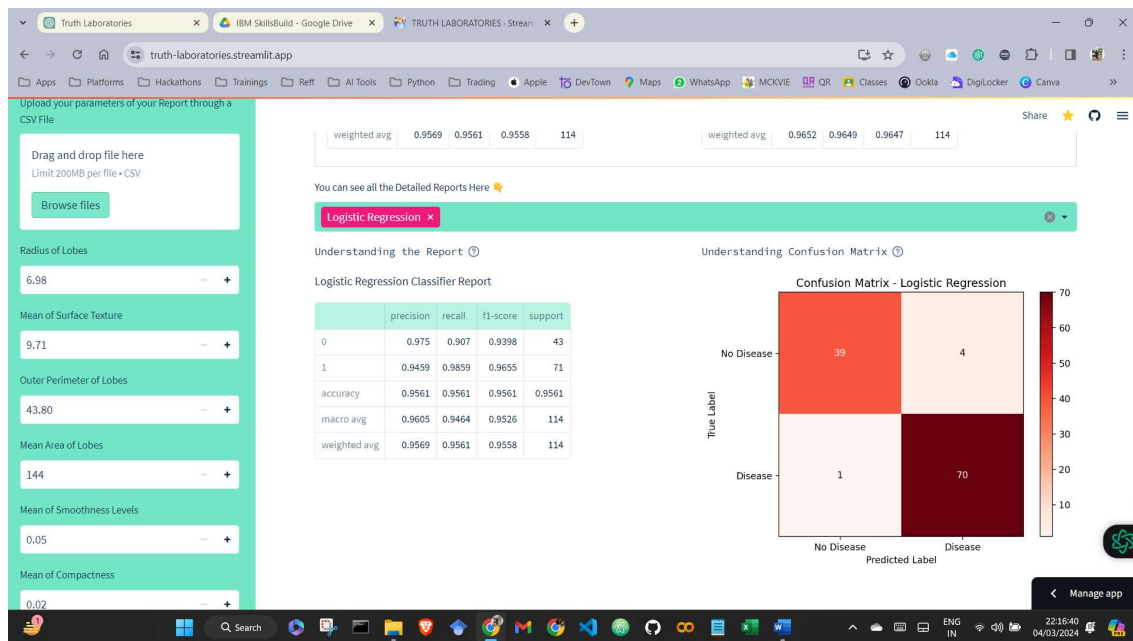 Truth Laboratories
IBM SkillsBuild - Google Drive
TRUTH LABORATORIES · Stream
truth-laboratories.streamlit.app
Apps Platforms Hackathons Trainings Reff AI Tools Python Trading Apple DevTown Maps WhatsApp MCKVIE QR Classes Ookla DigiLocker Canva
Upload your parameters of your Report through a
CSV File
Drag and drop file here
Limit 200MB per file • CSV
Browse files
Radius of Lobes
6.98
Mean of Surface Texture
9.71
Outer Perimeter of Lobes
43.80
Mean Area of Lobes
144
Mean of Smoothness Levels
0.05
Mean of Compactness
0.02
Share
weighted avg 0.9569 0.9561 0.9558 114
weighted avg 0.9652 0.9649 0.9647 114
You can see all the Detailed Reports Here 👇
Logistic Regression
Understanding the Report
Logistic Regression Classifier Report
precision recall f1-score support
0 0.975 0.907 0.9398 43
1 0.9459 0.9859 0.9655 71
accuracy 0.9561 0.9561 0.9561 0.9561
macro avg 0.9605 0.9464 0.9526 114
weighted avg 0.9569 0.9561 0.9558 114
Understanding Confusion Matrix
Confusion Matrix - Logistic Regression
True Label
No Disease 39 4
Disease 1 70
No Disease Disease
Predicted Label
70
60
50
40
30
20
10
Manage app
Search
ENG
IN
22:16:40
04/03/2024